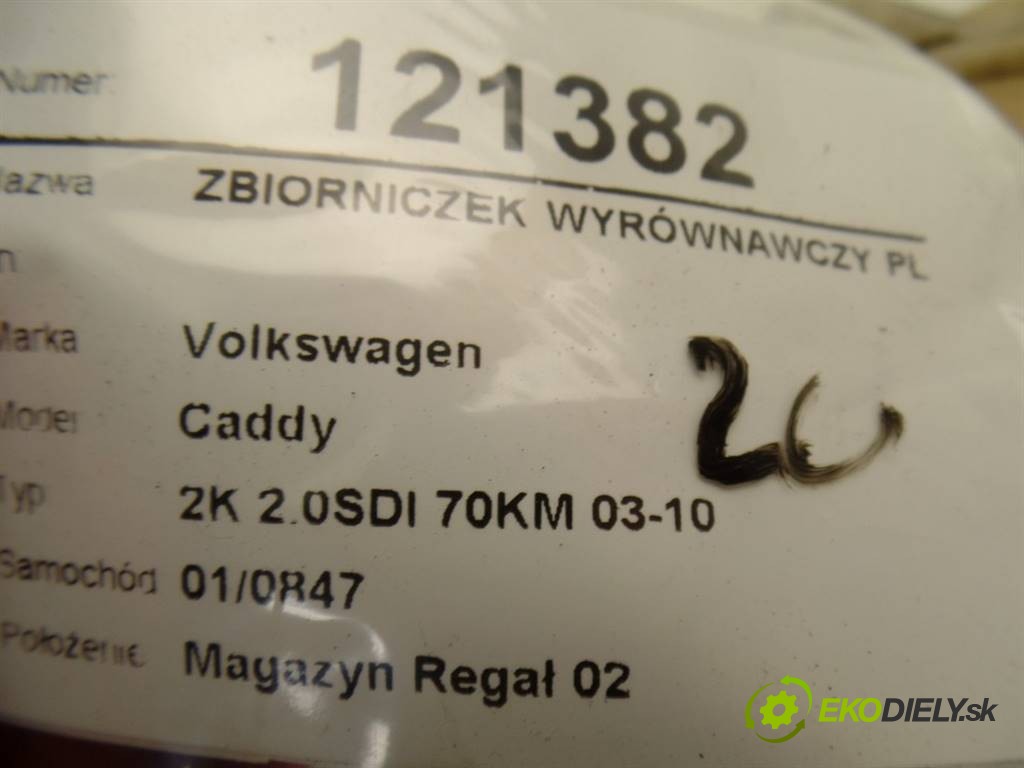 Numer: 121382
Nazwa ZBIORNICZEK WYRÓWNAWCZY PŁ
n
Marka Volkswagen
Model Caddy
20
Typ 2K 2.0SDI 70KM 03-10
Samochód 01/0847
Położenie Magazyn Regał 02
EKODIELY.sk